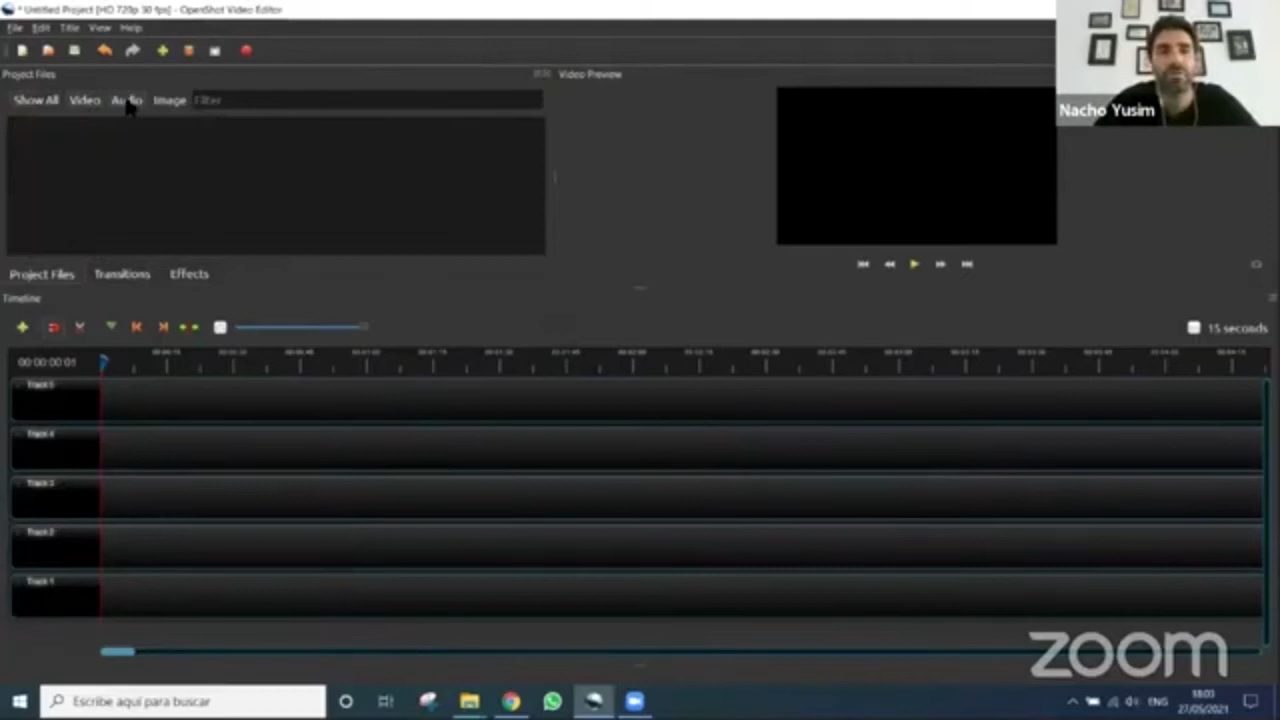 * Untitled Project [HD 720p 30 fps] - OpenShot Video Editor
File Edit Title View Help
Project Files
Video Preview
Show All Video Audio Image Filter
Nacho Yusim
Project Files Transitions Effects
Timeline
15 seconds
00:00:00:01
Track 5
Track 4
Track 3
Track 2
Track 1
zoom
Escribe aquí para buscar
ENG
18:03
27/05/2021